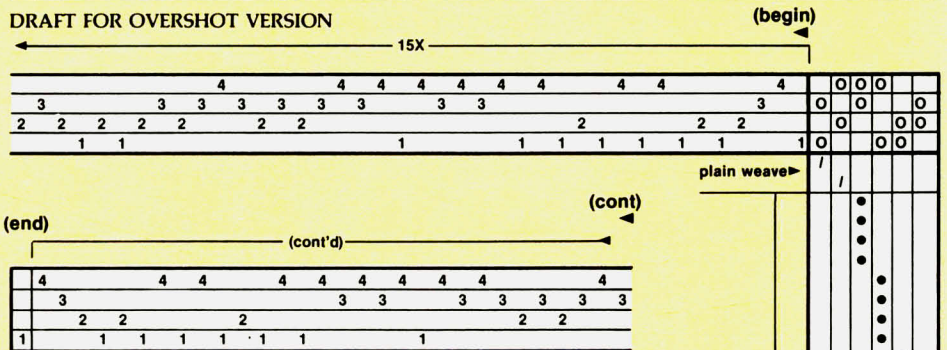 DRAFT FOR OVERSHOT VERSION
(begin)
15X
4 4 4 4 4 4 4 4 4 4 O O O
3 3 3 3 3 3 3 3 3 3 O O O
2 2 2 2 2 2 2 2 2 2 O O O
1 1 1 1 1 1 1 1 1 1 O O O
plain weave
(cont)
(end)
(cont'd)
4 4 4 4 4 4 4 4 4 4
3 3 3 3 3 3 3 3
2 2 2 2 2
1 1 1 1 1 1 1 1